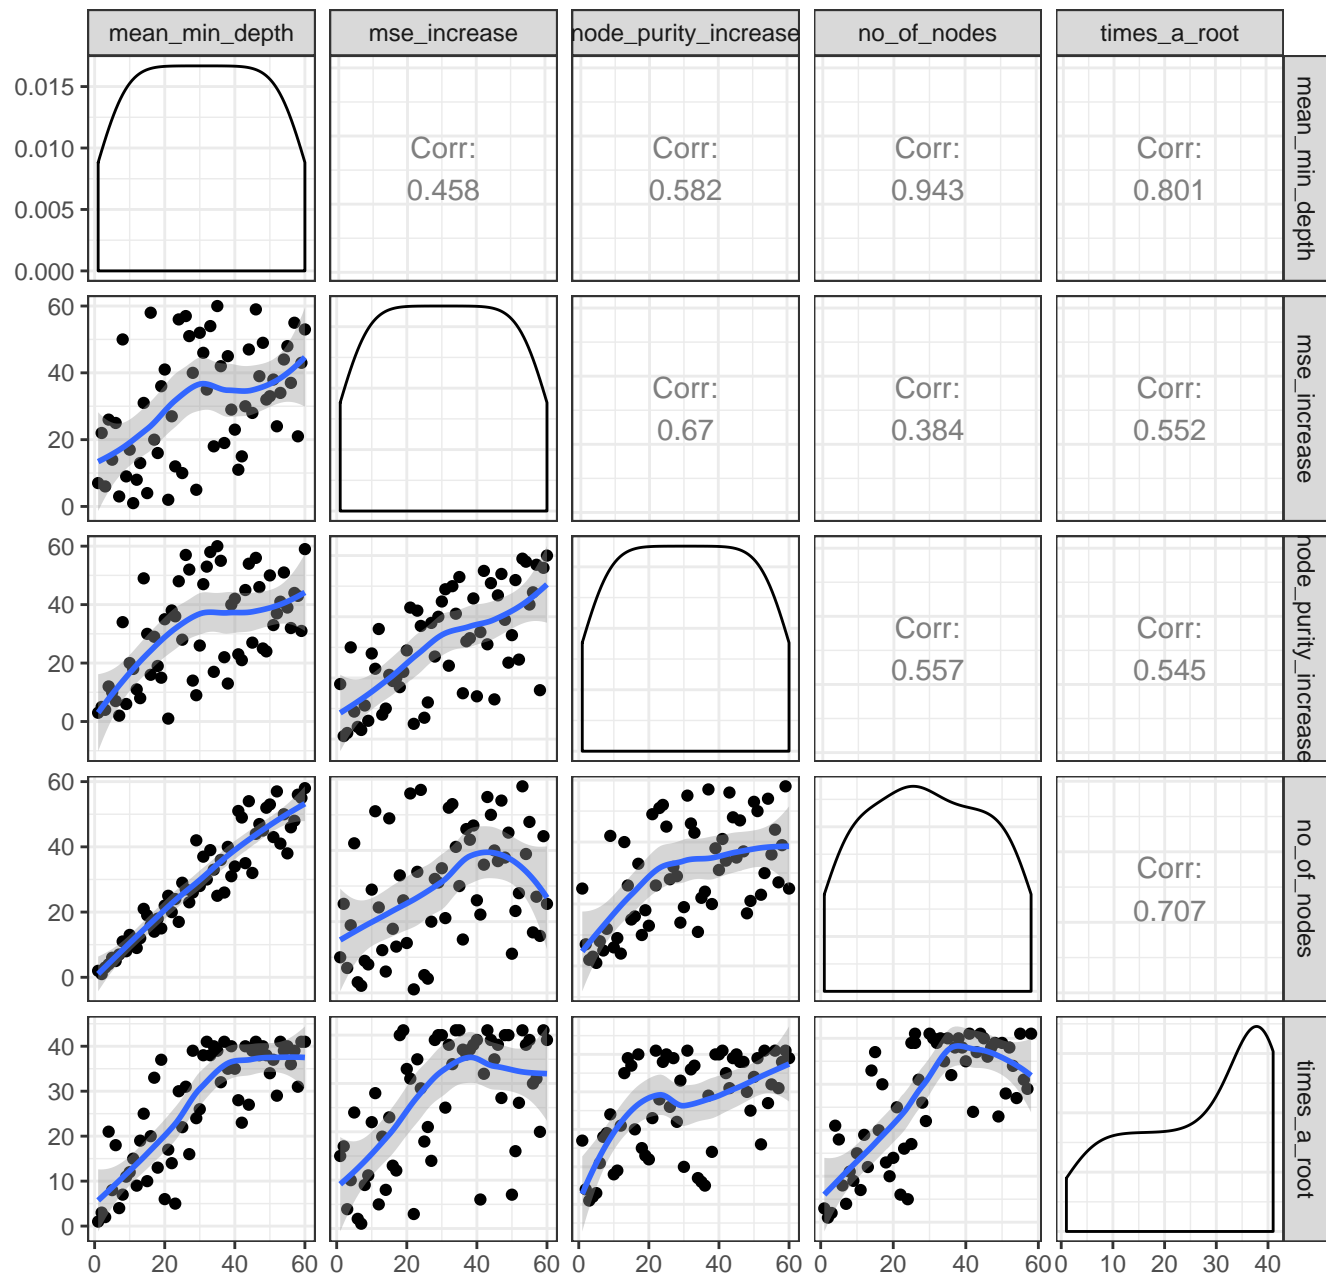 mean_min_depth mse_increase node_purity_increase no_of_nodes times_a_root
0.015
0.010
0.005
0.000
Corr:
0.458
Corr:
0.582
Corr:
0.943
Corr:
0.801
mean_min_depth
60
40
20
0
Corr:
0.67
Corr:
0.384
Corr:
0.552
mse_increase
60
40
20
0
Corr:
0.557
Corr:
0.545
node_purity_increase
60
40
20
0
Corr:
0.707
no_of_nodes
40
30
20
10
0
times_a_root
0 20 40 60 0 20 40 60 0 20 40 60 0 20 40 60 0 10 20 30 40